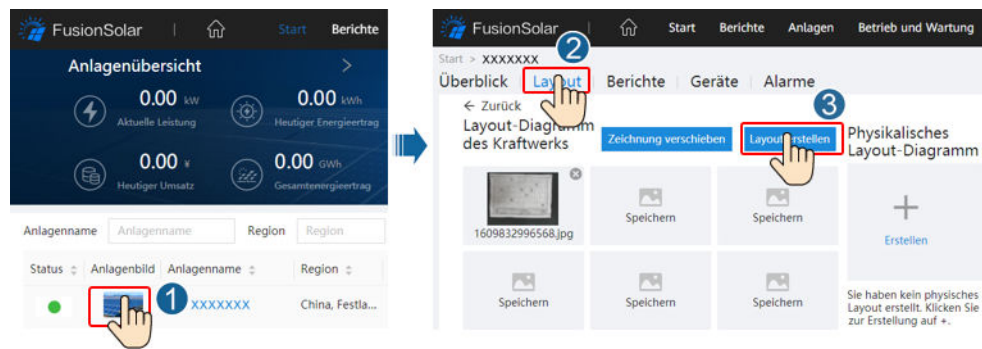 FusionSolar | Start Berichte
Anlagenübersicht >
0.00 kW
Aktuelle Leistung
0.00 kWh
Heutiger Energieertrag
0.00 ¥
Heutiger Umsatz
0.00 GWh
Gesamtenergieertrag
Anlagenname Anlagenname Region Region
Status Anlagenbild Anlagenname Region
1
XXXXXXX China, Festla...
FusionSolar | Start Berichte Anlagen Betrieb und Wartung
2
Start > XXXXXXX
Überblick Layout Berichte Geräte Alarme
← Zurück
3
Layout-Diagramm
des Kraftwerks
Zeichnung verschieben Layout erstellen
Physikalisches
Layout-Diagramm
1609832996568.jpg
Speichern Speichern
+
Erstellen
Speichern Speichern Speichern
Sie haben kein physisches
Layout erstellt. Klicken Sie
zur Erstellung auf +.